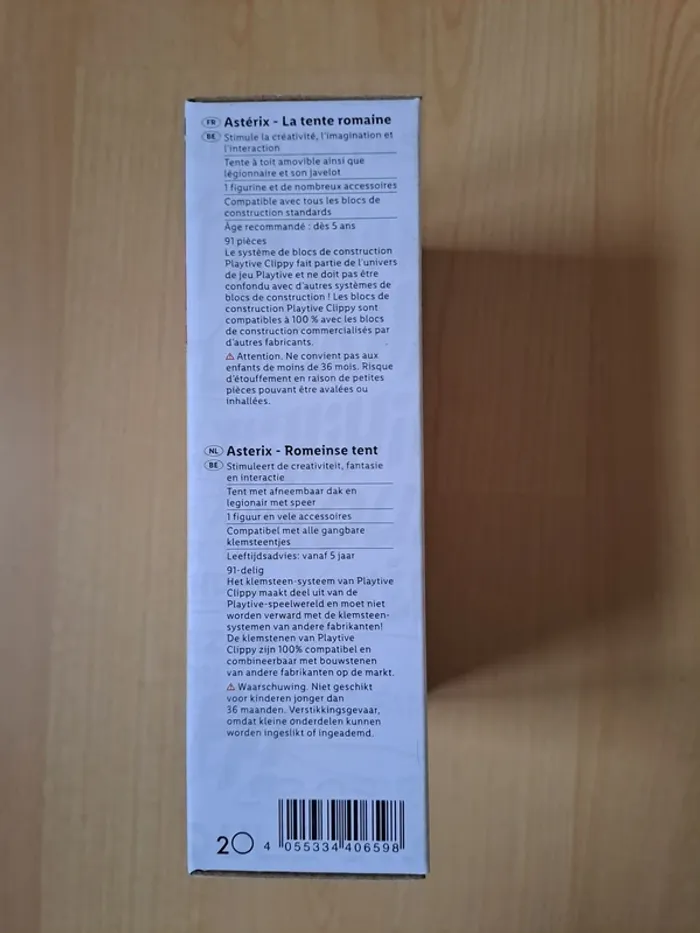 FR Astérix - La tente romaine
BE Stimule la créativité, l'imagination et
l'interaction
Tente à toit amovible ainsi que
légionnaire et son javelot
1 figurine et de nombreux accessoires
Compatible avec tous les blocs de
construction standards
Âge recommandé : dès 5 ans
91 pièces
Le système de blocs de construction
Playtive Clippy fait partie de l'univers
de jeu Playtive et ne doit pas être
confondu avec d'autres systèmes de
blocs de construction ! Les blocs de
construction Playtive Clippy sont
compatibles à 100 % avec les blocs
de construction commercialisés par
d'autres fabricants.
⚠ Attention. Ne convient pas aux
enfants de moins de 36 mois. Risque
d'étouffement en raison de petites
pièces pouvant être avalées ou
inhallées.
NL Asterix - Romeinse tent
BE Stimuleert de creativiteit, fantasie
en interactie
Tent met afneembaar dak en
legionair met speer
1 figuur en vele accessoires
Compatibel met alle gangbare
klemsteentjes
Leeftijdsadvies: vanaf 5 jaar
91-delig
Het klemsteen-systeem van Playtive
Clippy maakt deel uit van de
Playtive-speelwereld en moet niet
worden verward met de klemsteen-
systemen van andere fabrikanten!
De klemstenen van Playtive
Clippy zijn 100% compatibel en
combineerbaar met bouwstenen
van andere fabrikanten op de markt.
⚠ Waarschuwing. Niet geschikt
voor kinderen jonger dan
36 maanden. Verstikkingsgevaar,
omdat kleine onderdelen kunnen
worden ingeslikt of ingeademd.
2 4 055334 406598